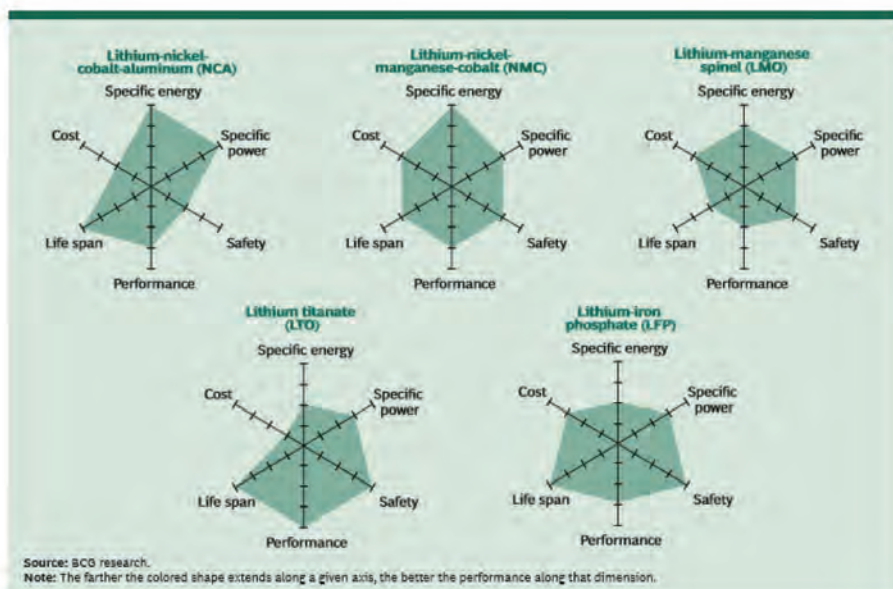 Lithium-nickel-
cobalt-aluminum (NCA)
Specific energy
Cost
Specific
power
Life span
Safety
Performance
Lithium-nickel-
manganese-cobalt (NMC)
Specific energy
Cost
Specific
power
Life span
Safety
Performance
Lithium-manganese
spinel (LMO)
Specific energy
Cost
Specific
power
Life span
Safety
Performance
Lithium titanate
(LTO)
Specific energy
Cost
Specific
power
Life span
Safety
Performance
Lithium-iron
phosphate (LFP)
Specific energy
Cost
Specific
power
Life span
Safety
Performance
Source: BCG research.
Note: The farther the colored shape extends along a given axis, the better the performance along that dimension.